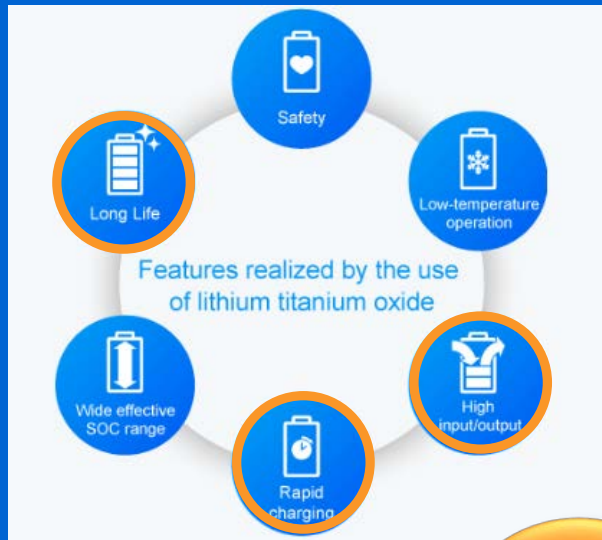 Safety
Long Life
Low-temperature
operation
Features realized by the use
of lithium titanium oxide
Wide effective
SOC range
High
input/output
Rapid
charging